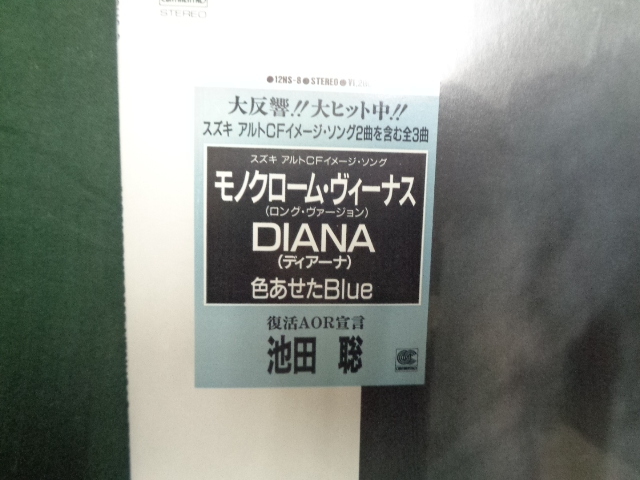 STEREO
●12HS-8●STEREO●
大反響!!大ヒット中!!
スズキ アルトCFイメージ・ソング2曲を含む全3曲
スズキ アルトCFイメージ・ソング
モノクローム・ヴィーナス
(ロング・ヴァージョン)
DIANA
(ディアーナ)
色あせたBlue
復活AOR宣言
池田 聡